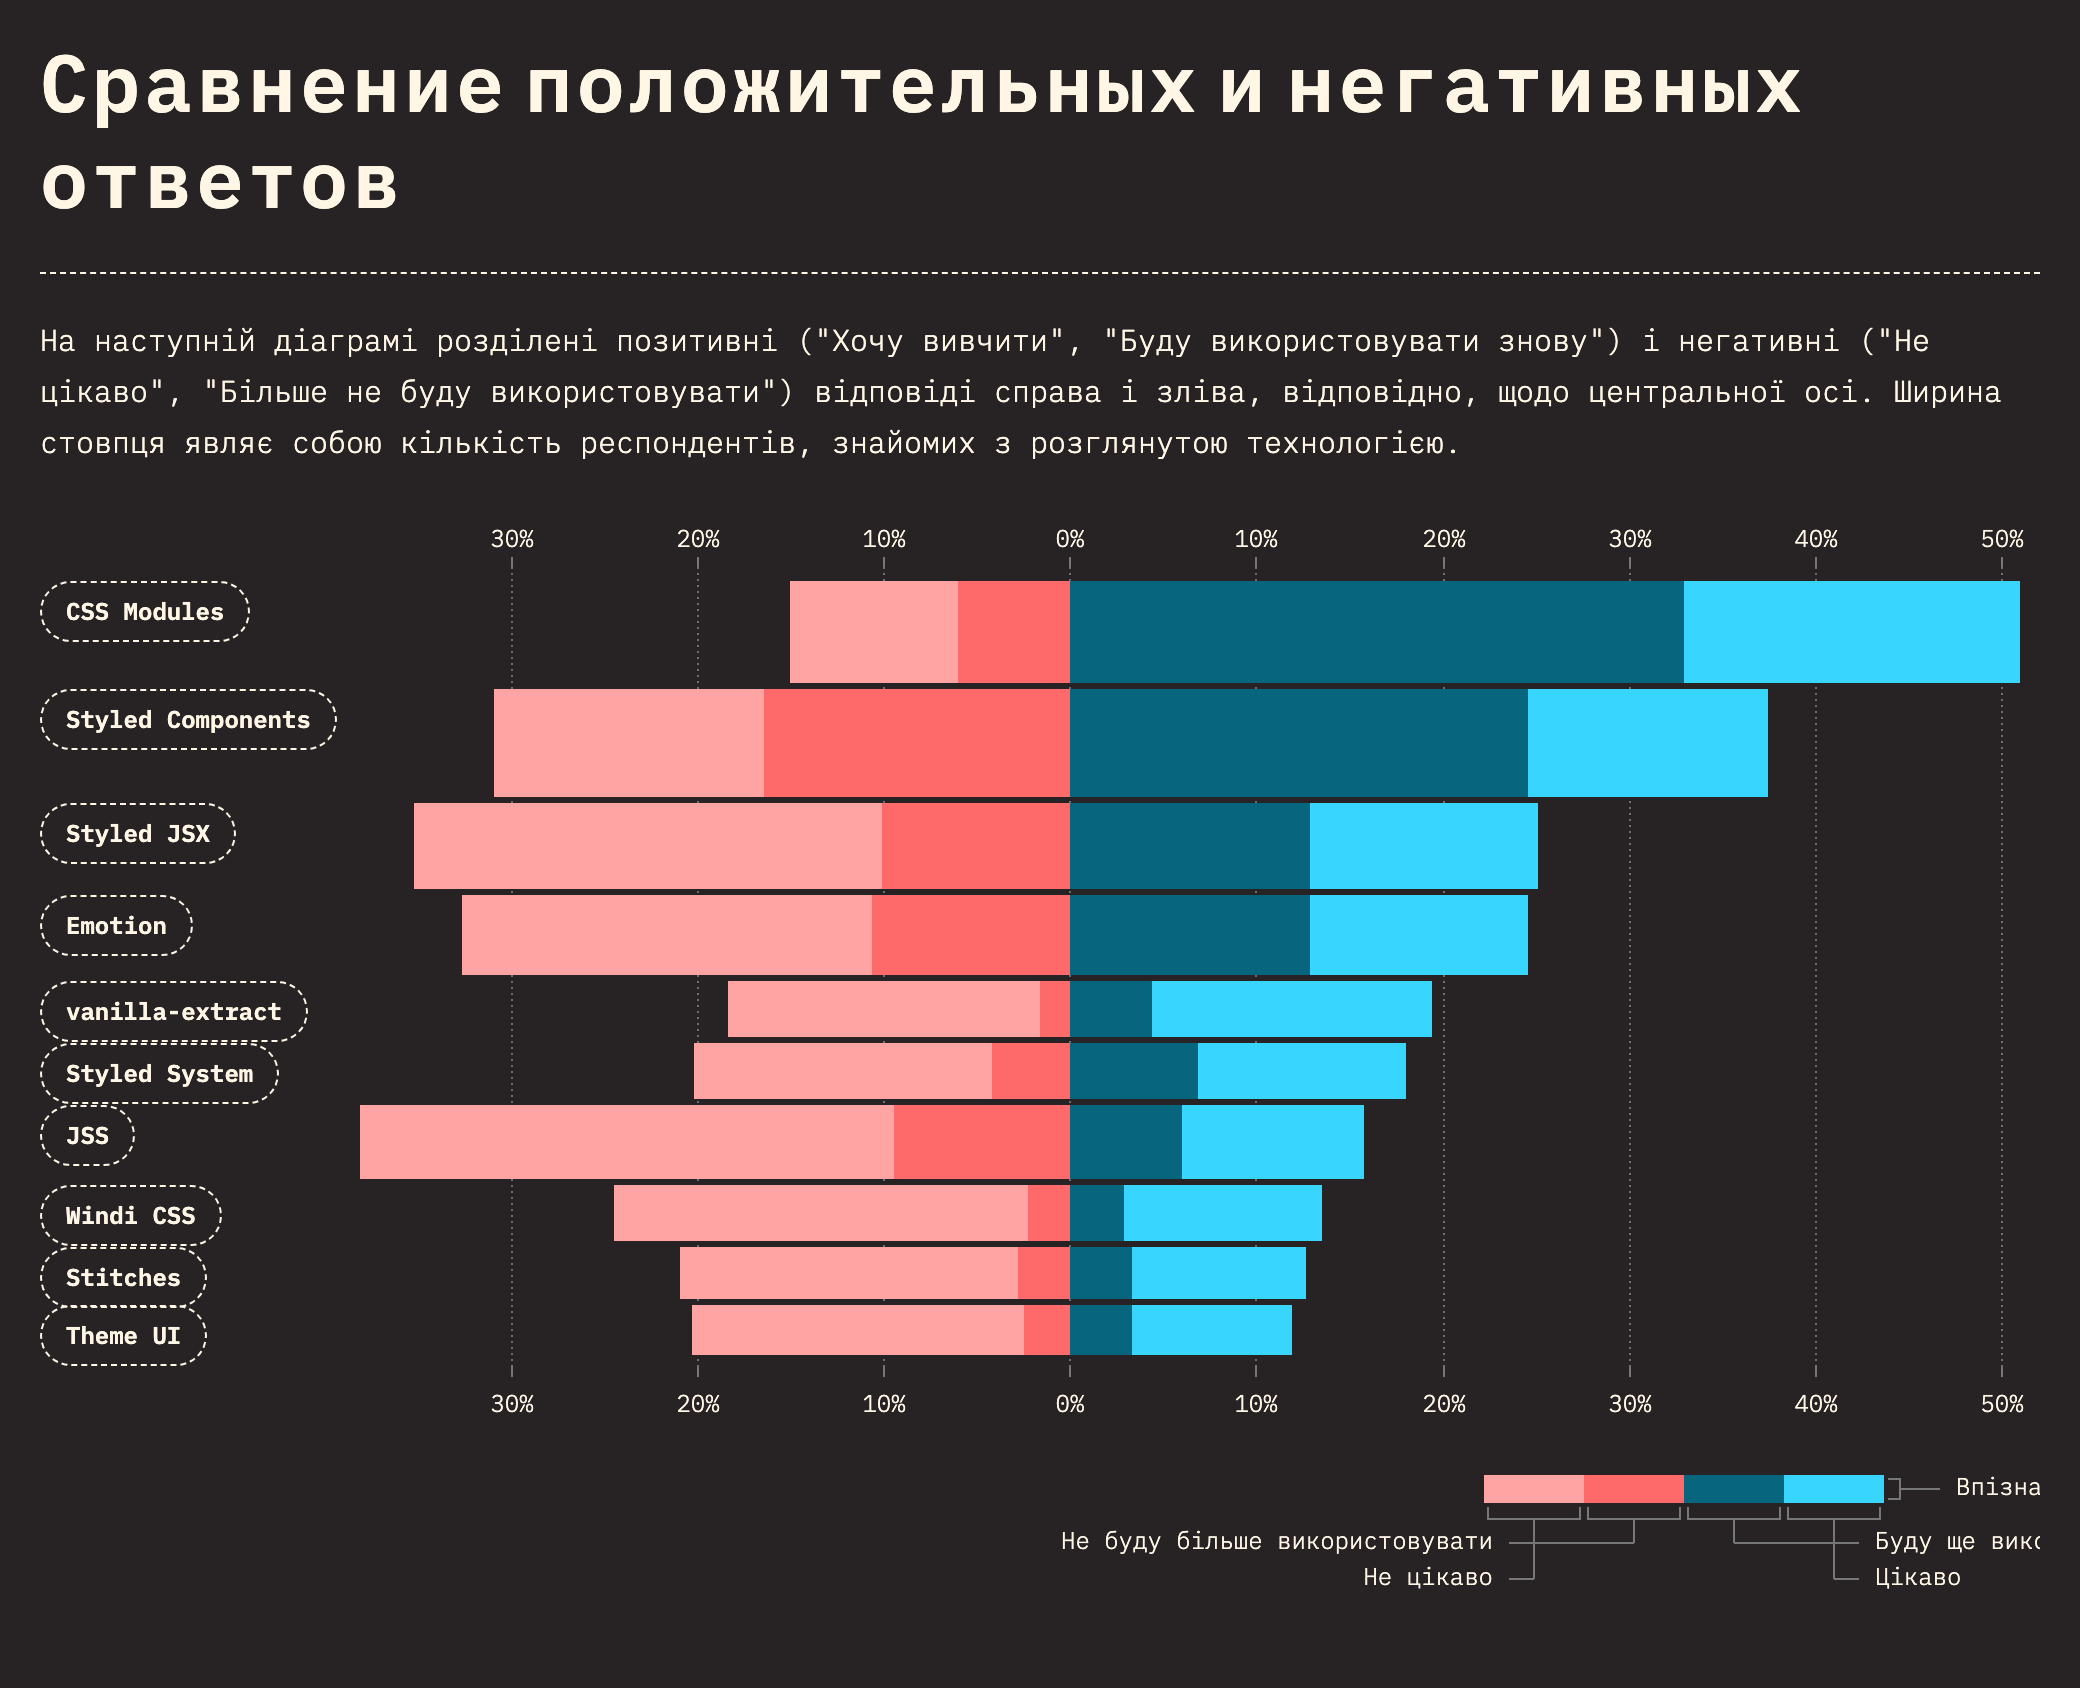 Сравнение положительных и негативных
ответов
На наступній діаграмі розділені позитивні ("Хочу вивчити", "Буду використовувати знову") і негативні ("Не
цікаво", "Більше не буду використовувати") відповіді справа і зліва, відповідно, щодо центральної осі. Ширина
стовпця являє собою кількість респондентів, знайомих з розглянутою технологією.
30% 20% 10% 0% 10% 20% 30% 40% 50%
CSS Modules
Styled Components
Styled JSX
Emotion
vanilla-extract
Styled System
JSS
Windi CSS
Stitches
Theme UI
30% 20% 10% 0% 10% 20% 30% 40% 50%
Впізна
Не буду більше використовувати Буду ще вик
Не цікаво Цікаво